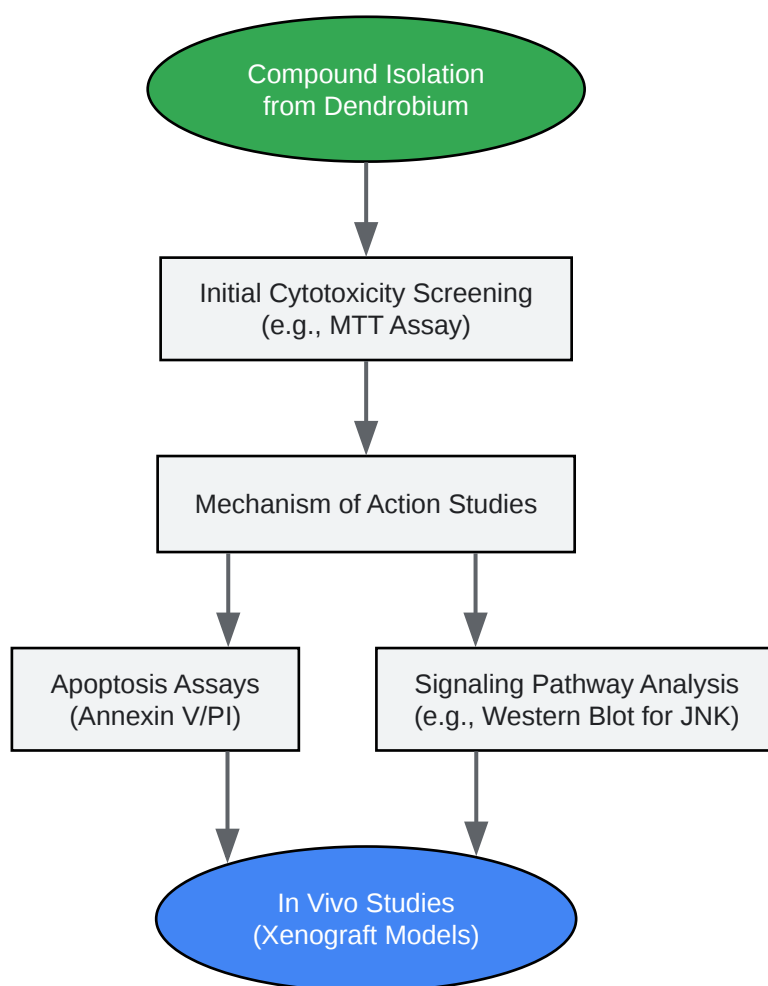 Compound Isolation
from Dendrobium
Initial Cytotoxicity Screening
(e.g., MTT Assay)
Mechanism of Action Studies
Apoptosis Assays
(Annexin V/PI)
Signaling Pathway Analysis
(e.g., Western Blot for JNK)
In Vivo Studies
(Xenograft Models)